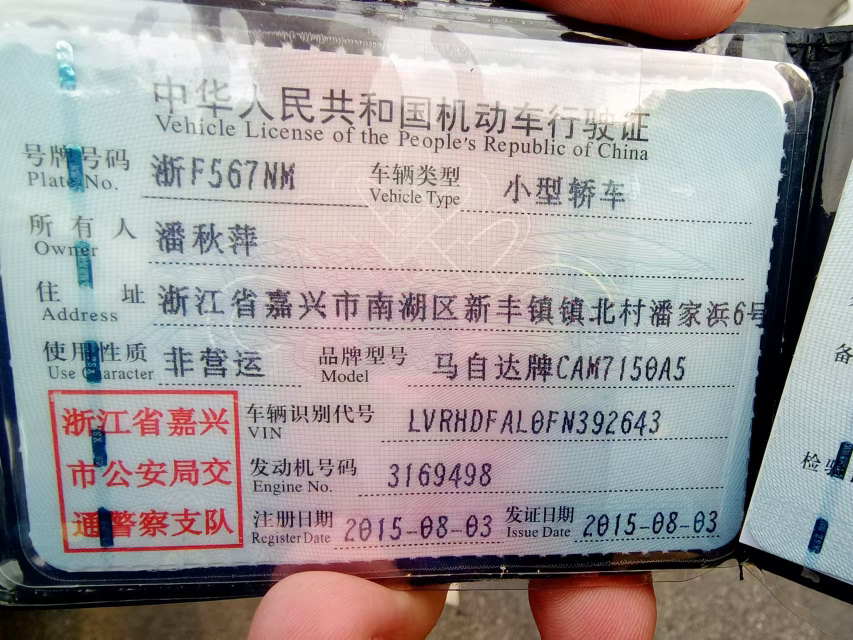 中华人民共和国机动车行驶证
Vehicle License of the People's Republic of China
号牌号码 浙F567NM 车辆类型 小型轿车
Plate No. Vehicle Type
所有人 潘秋萍
Owner
住址 浙江省嘉兴市南湖区新丰镇镇北村潘家浜6号
Address
使用性质 非营运 品牌型号 马自达牌CAM7150A5
Use Character Model
浙江省嘉兴
市公安局交
通警察支队
车辆识别代号 LVRHDFAL0FN392643
VIN
发动机号码 3169498
Engine No.
注册日期 2015-08-03 发证日期 2015-08-03
Register Date Issue Date
备
检验